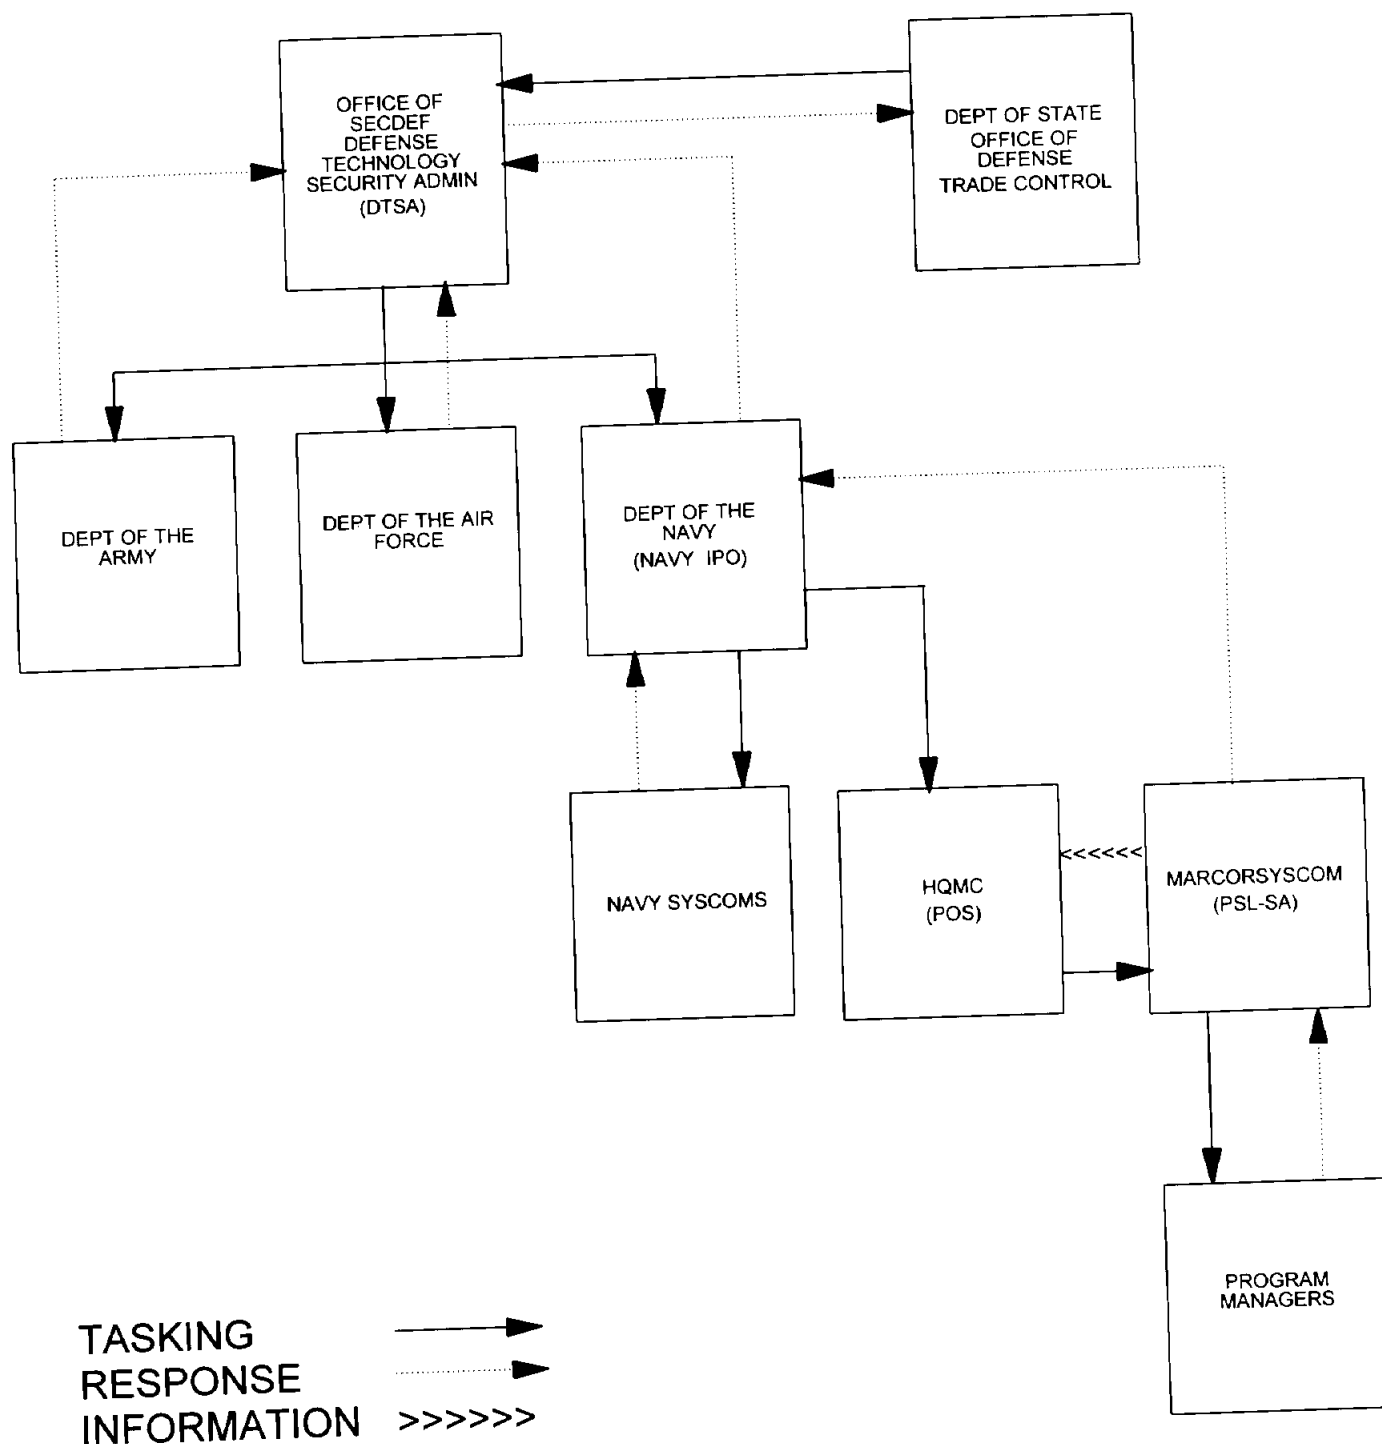 OFFICE OF
SECDEF
DEFENSE
TECHNOLOGY
SECURITY ADMIN
(DTSA)
DEPT OF STATE
OFFICE OF
DEFENSE
TRADE CONTROL
DEPT OF THE
ARMY
DEPT OF THE AIR
FORCE
DEPT OF THE
NAVY
(NAVY IPO)
NAVY SYSCOMS
HQMC
(POS)
<<<<<<
MARCORSYSCOM
(PSL-SA)
PROGRAM
MANAGERS
TASKING
RESPONSE
INFORMATION >>>>>>